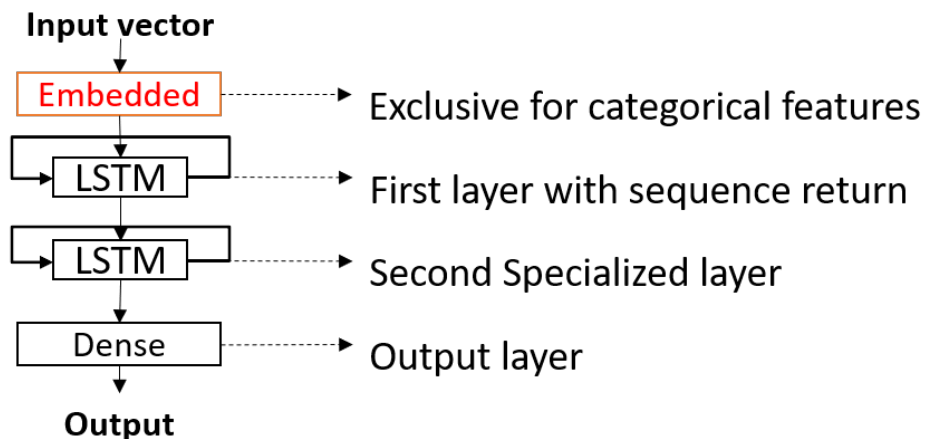 Input vector
Embedded
Exclusive for categorical features
LSTM
First layer with sequence return
LSTM
Second Specialized layer
Dense
Output layer
Output